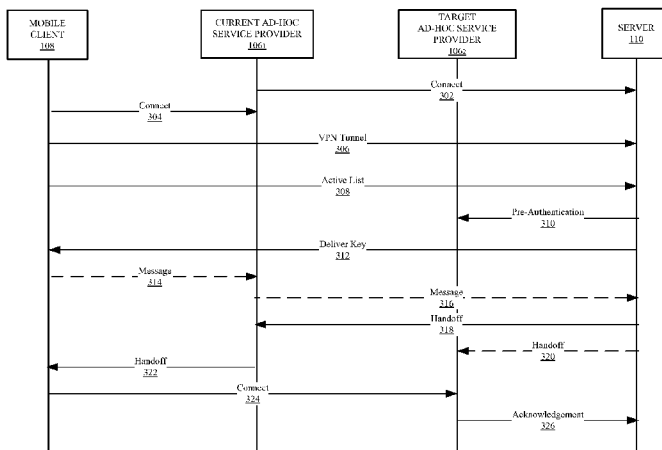 MOBILE
CLIENT
108
CURRENT AD-HOC
SERVICE PROVIDER
106₁
TARGET
AD-HOC SERVICE
PROVIDER
106₂
SERVER
110
Connect
302
Connect
304
VPN Tunnel
306
Active List
308
Pre-Authentication
310
Deliver Key
312
Message
314
Message
316
Handoff
318
Handoff
320
Handoff
322
Connect
324
Acknowledgement
326